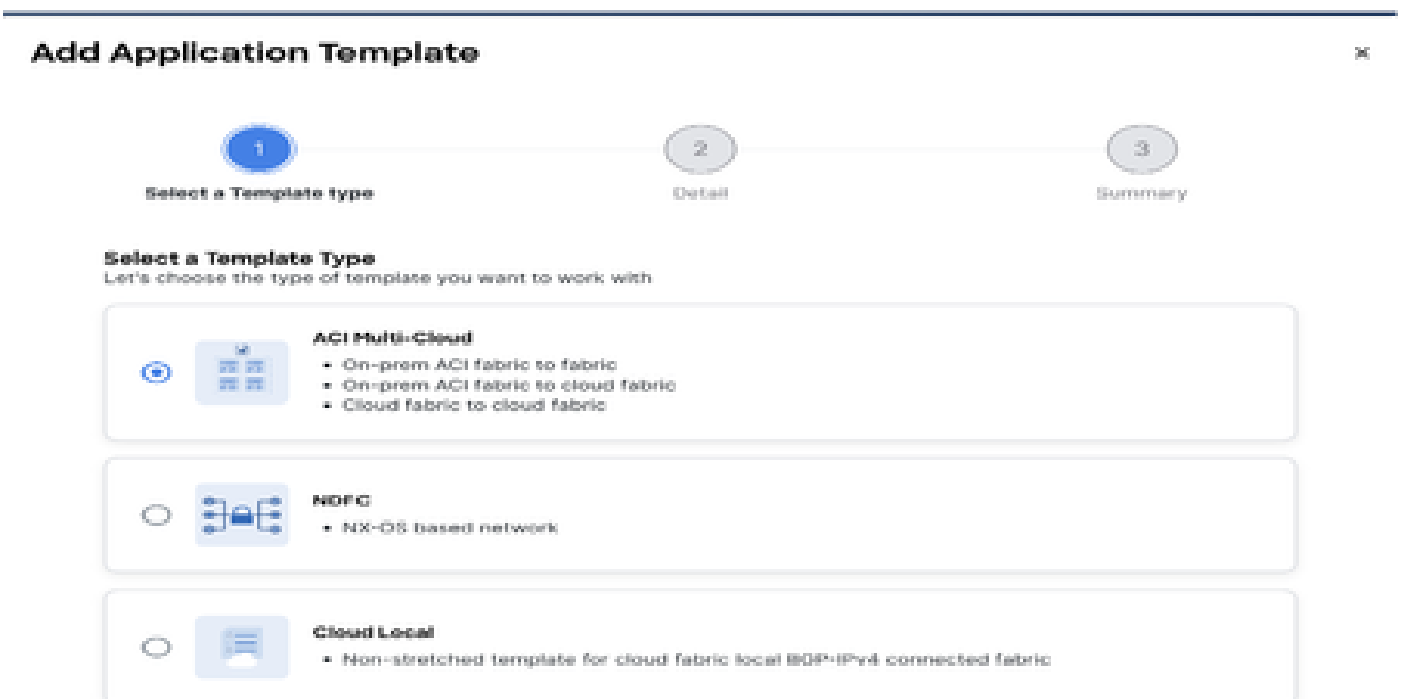 Add Application Template
1
2
3
Select a Template type
Detail
Summary
Select a Template Type
Let's choose the type of template you want to work with
ACI Multi-Cloud
• On-prem ACI fabric to fabric
• On-prem ACI fabric to cloud fabric
• Cloud fabric to cloud fabric
NDFC
• NX-OS based network
Cloud Local
• Non-stretched template for cloud fabric local BGP-IPv4 connected fabric